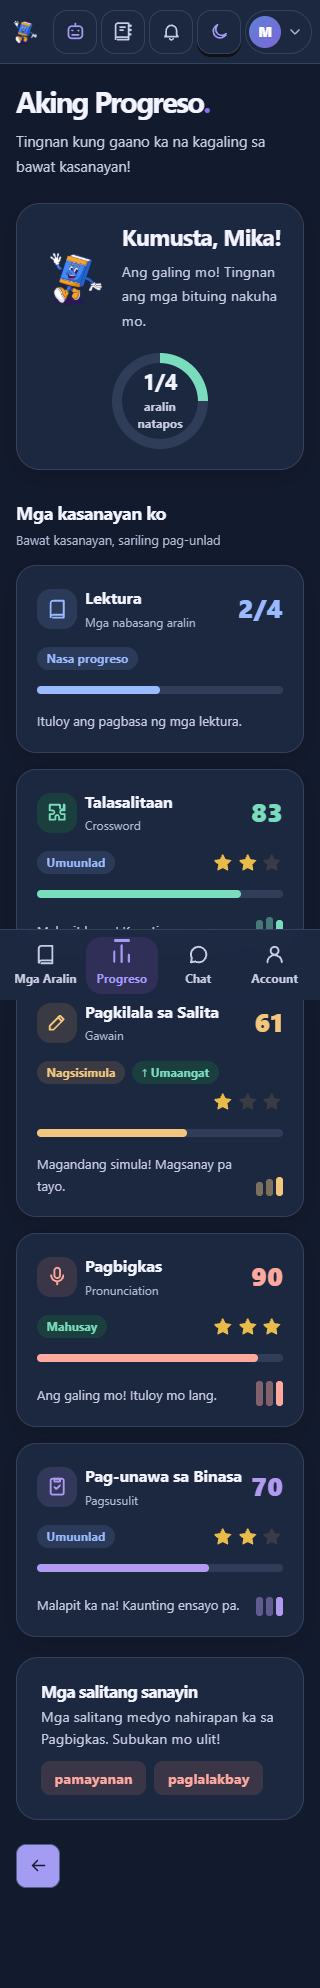 M
Aking Progreso.
Tingnan kung gaano ka na kagaling sa
bawat kasanayan!
Kumusta, Mika!
Ang galing mo! Tingnan
ang mga bituing nakuha
mo.
1/4
aralin
natapos
Mga kasanayan ko
Bawat kasanayan, sariling pag-unlad
Lektura
Mga nabasang aralin
2/4
Nasa progreso
Ituloy ang pagbasa ng mga lektura.
Talasalitaan
Crossword
83
Umuunlad
Mga Aralin
Progreso
Chat
Account
Pagkilala sa Salita
Gawain
61
Nagsisimula
↑ Umaangat
Magandang simula! Magsanay pa
tayo.
Pagbigkas
Pronunciation
90
Mahusay
Ang galing mo! Ituloy mo lang.
Pag-unawa sa Binasa
Pagsusulit
70
Umuunlad
Malapit ka na! Kaunting ensayo pa.
Mga salitang sanayin
Mga salitang medyo nahirapan ka sa
Pagbigkas. Subukan mo ulit!
pamayanan
paglalakbay